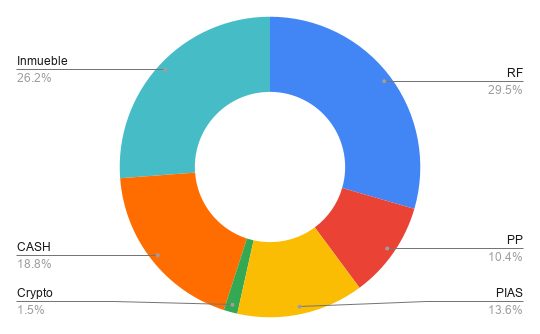 Inmueble
26.2%
RF
29.5%
CASH
18.8%
PP
10.4%
Crypto
1.5%
PIAS
13.6%